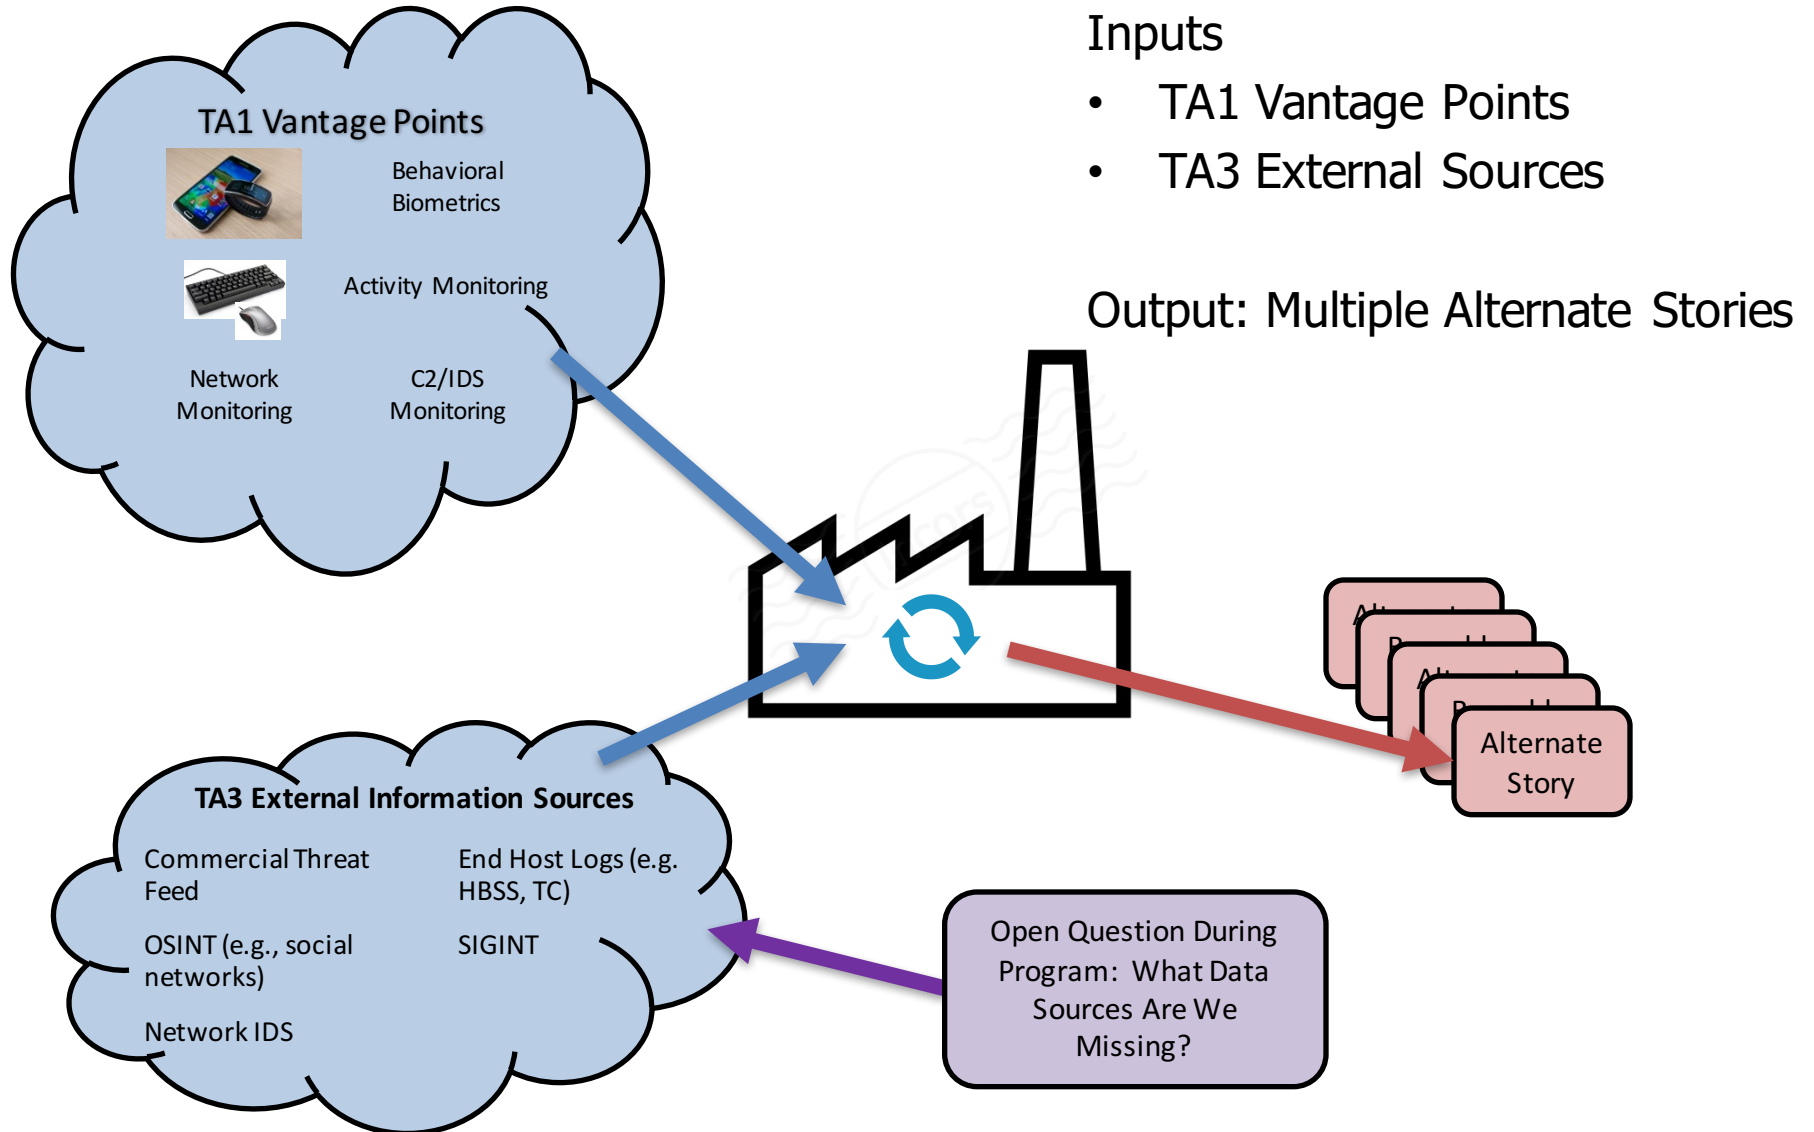 Inputs
• TA1 Vantage Points
• TA3 External Sources
Output: Multiple Alternate Stories
TA1 Vantage Points
Behavioral
Biometrics
Activity Monitoring
Network
Monitoring
C2/IDS
Monitoring
TA3 External Information Sources
Commercial Threat
Feed
OSINT (e.g., social
networks)
Network IDS
End Host Logs (e.g.
HBSS, TC)
SIGINT
Open Question During
Program: What Data
Sources Are We
Missing?
Alternate
Story